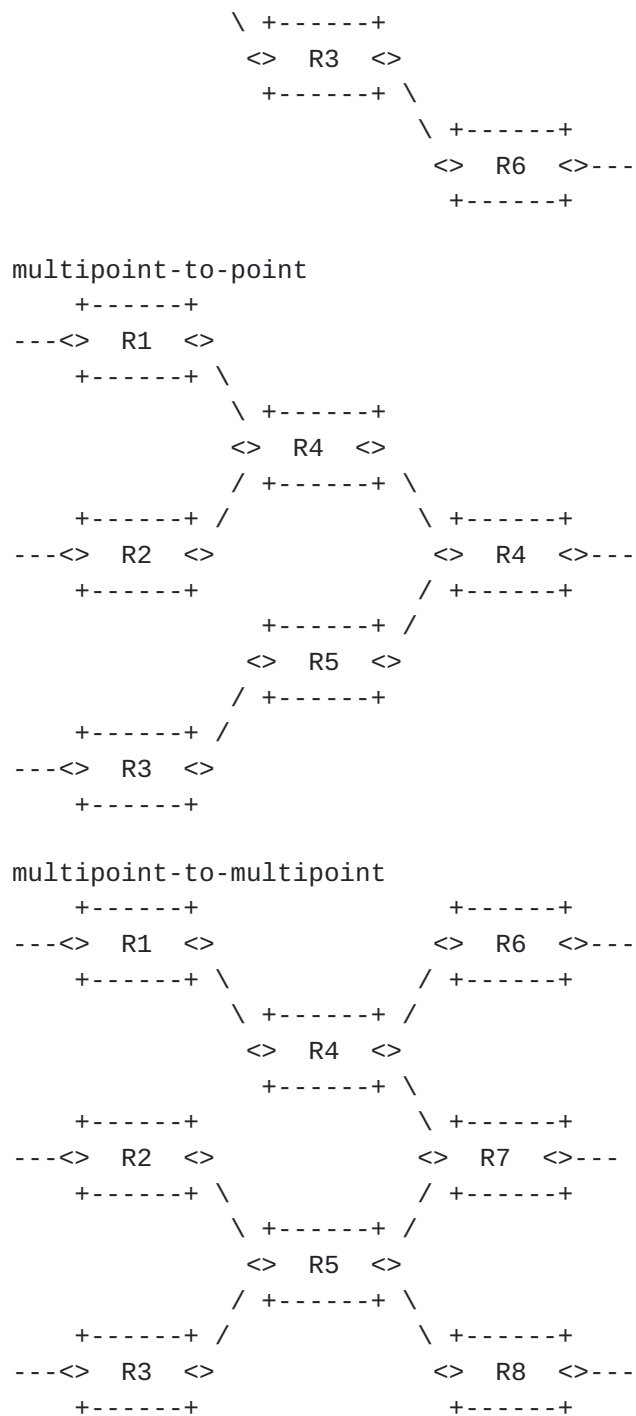 \ +------+
                 <>  R3  <>
                  +------+ \
                            \ +------+
                             <>  R6  <>---
                              +------+

  multipoint-to-point
      +------+
  ---<>  R1  <>
      +------+ \
                \ +------+
                <>  R4  <>
                / +------+ \
      +------+ /            \ +------+
  ---<>  R2  <>              <>  R4  <>---
      +------+              / +------+
                  +------+ /
                 <>  R5  <>
                / +------+
      +------+ /
  ---<>  R3  <>
      +------+

  multipoint-to-multipoint
      +------+                +------+
  ---<>  R1  <>              <>  R6  <>---
      +------+ \            / +------+
                \ +------+ /
                 <>  R4  <>
                  +------+ \
      +------+              \ +------+
  ---<>  R2  <>             <>  R7  <>---
      +------+ \            / +------+
                \ +------+ /
                 <>  R5  <>
                / +------+ \
      +------+ /            \ +------+
  ---<>  R3  <>              <>  R8  <>---
      +------+                +------+